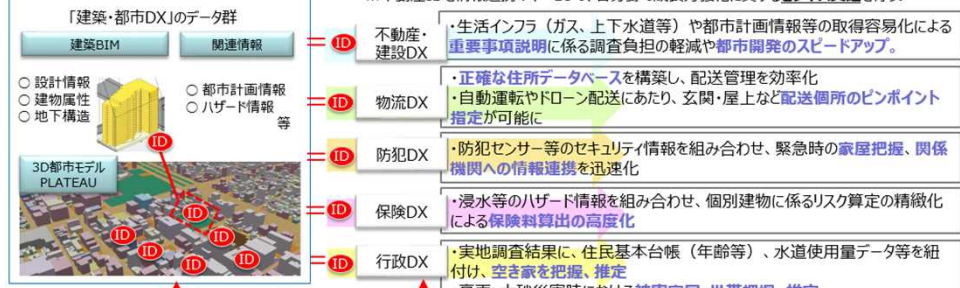 「建築・都市DX」のデータ群
建築BIM
関連情報
○ 設計情報
○ 建物属性
○ 地下構造
○ 都市計画情報
○ ハザード情報
等
ID
3D都市モデル
PLATEAU
ID
ID
ID
ID
ID
ID
ID
不動産・
建設DX
・生活インフラ（ガス、上下水道等）や都市計画情報等の取得容易化による
重要事項説明に係る調査負担の軽減や都市開発のスピードアップ。
ID
物流DX
・正確な住所データベースを構築し、配送管理を効率化
・自動運転やドローン配送にあたり、玄関・屋上など配送個所のピンポイント
指定が可能に
ID
防犯DX
・防犯センサー等のセキュリティ情報を組み合わせ、緊急時の家屋把握、関係
機関への情報連携を迅速化
ID
保険DX
・浸水等のハザード情報を組み合わせ、個別建物に係るリスク算定の精緻化
による保険料算出の高度化
ID
行政DX
・実地調査結果に、住民基本台帳（年齢等）、水道使用量データ等を紐
付け、空き家を把握、推定